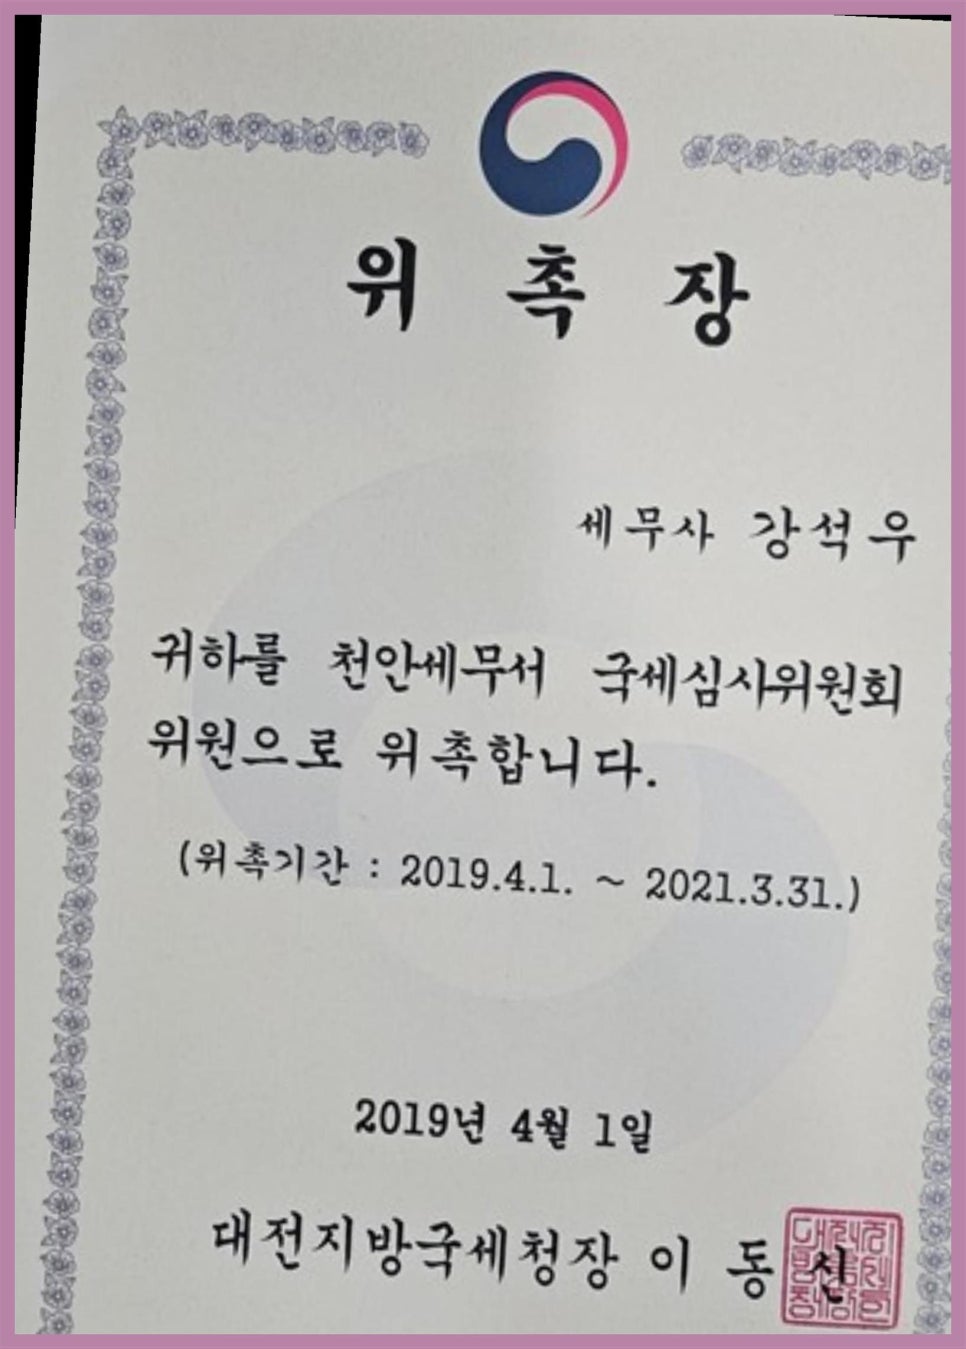 위 촉 장
세무사 강석우
귀하를 천안세무서 국세심사위원회
위원으로 위촉합니다.
(위촉기간 : 2019.4.1. ~ 2021.3.31.)
2019년 4월 1일
대전지방국세청장 이 동 신